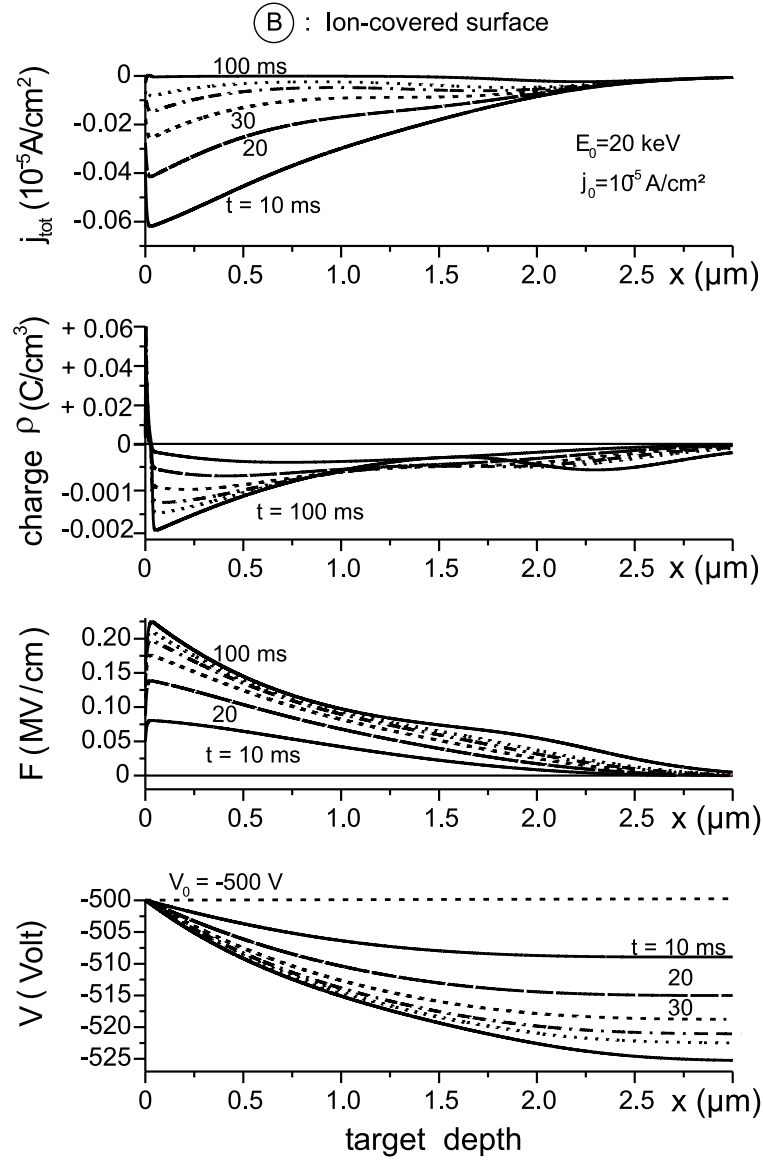 B : Ion-covered surface
j_tot (10^-5 A/cm^2)
0
-0.02
-0.04
-0.06
100 ms
30
20
t = 10 ms
E_0=20 keV
j_0=10^-5 A/cm²
0 0.5 1.0 1.5 2.0 2.5 x (µm)
charge ρ (C/cm^3)
+ 0.06
+ 0.04
+ 0.02
0
-0.001
-0.002
t = 100 ms
0 0.5 1.0 1.5 2.0 2.5 x (µm)
F (MV/cm)
0.20
0.15
0.10
0.05
0
100 ms
20
t = 10 ms
0 0.5 1.0 1.5 2.0 2.5 x (µm)
V ( Volt)
-500
-505
-510
-515
-520
-525
V_0 = -500 V
t = 10 ms
20
30
0 0.5 1.0 1.5 2.0 2.5 x (µm)
target depth